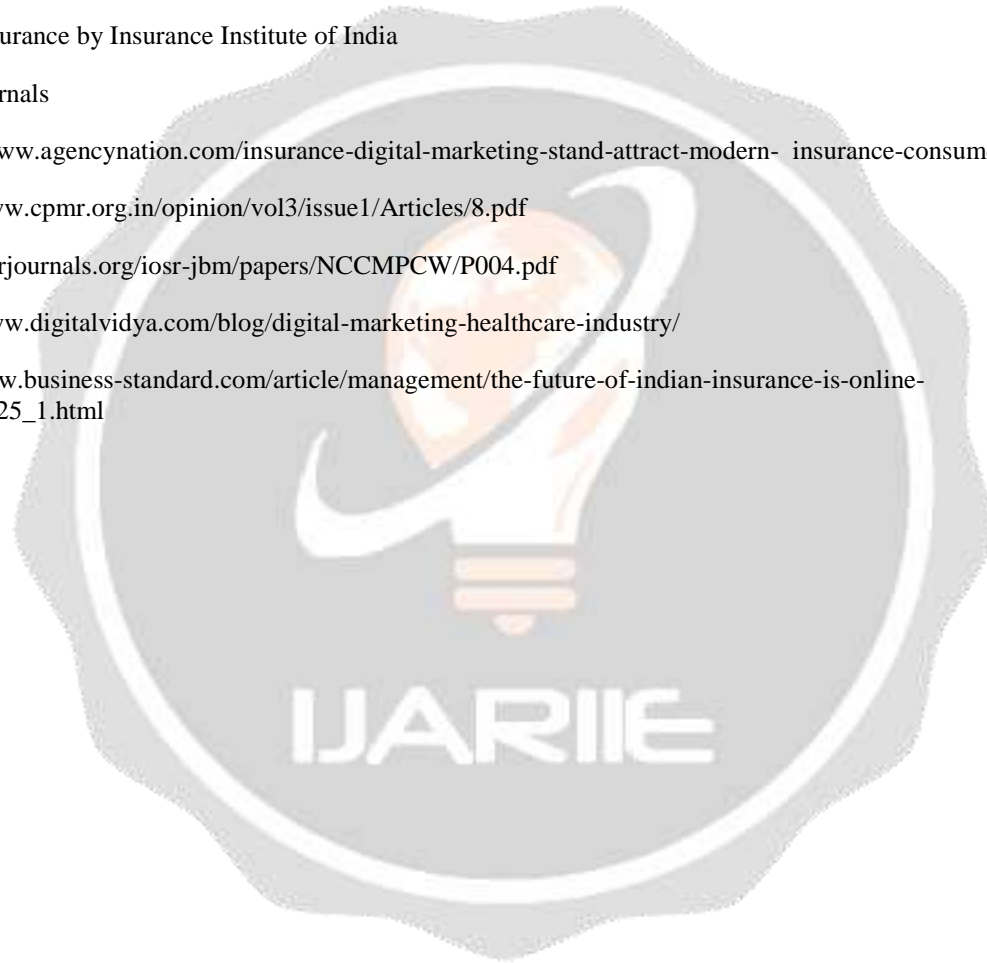 urance by Insurance Institute of India
rnals
ww.agencynation.com/insurance-digital-marketing-stand-attract-modern- insurance-consum
ww.cpmr.org.in/opinion/vol3/issue1/Articles/8.pdf
rjournals.org/iosr-jbm/papers/NCCMPCW/P004.pdf
ww.digitalvidya.com/blog/digital-marketing-healthcare-industry/
w.business-standard.com/article/management/the-future-of-indian-insurance-is-online-
25_1.html
IJARIIE